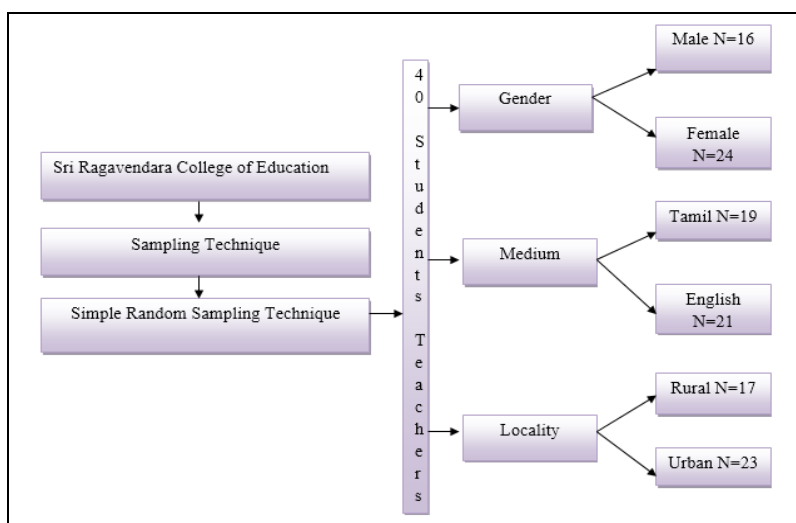 Sri Ragavendara College of Education
Sampling Technique
Simple Random Sampling Technique
40 Students Teachers
Gender
Male N=16
Female
N=24
Medium
Tamil N=19
English
N=21
Locality
Rural N=17
Urban N=23